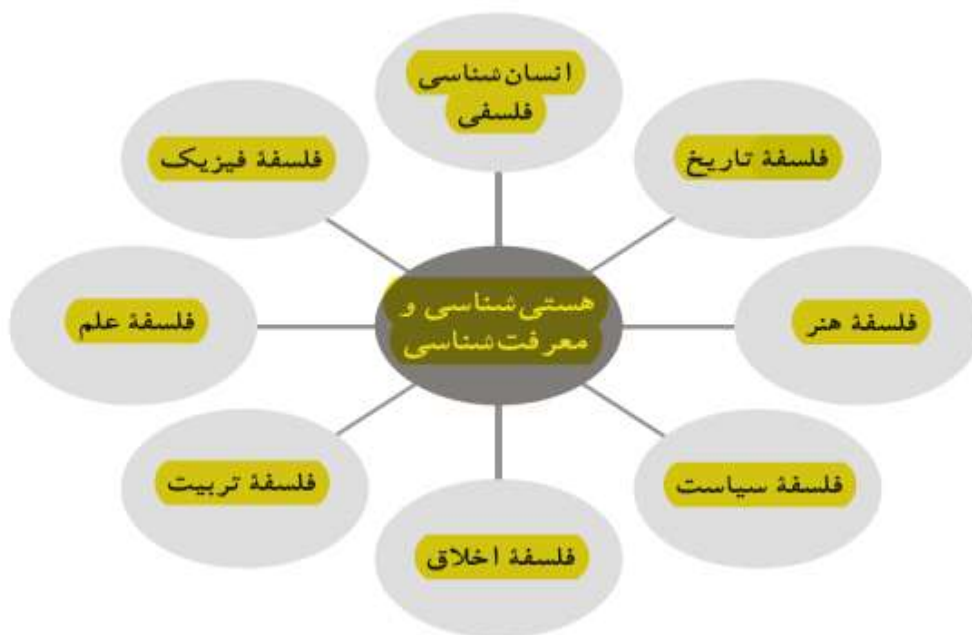 انسان‌شناسی
فلسفی
فلسفهٔ تاریخ
فلسفهٔ فیزیک
هستی‌شناسی و
معرفت‌شناسی
فلسفهٔ هنر
فلسفهٔ علم
فلسفهٔ سیاست
فلسفهٔ تربیت
فلسفهٔ اخلاق